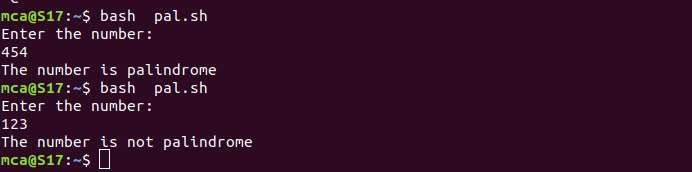 mca@S17:~$ bash  pal.sh
Enter the number:
454
The number is palindrome
mca@S17:~$ bash  pal.sh
Enter the number:
123
The number is not palindrome
mca@S17:~$